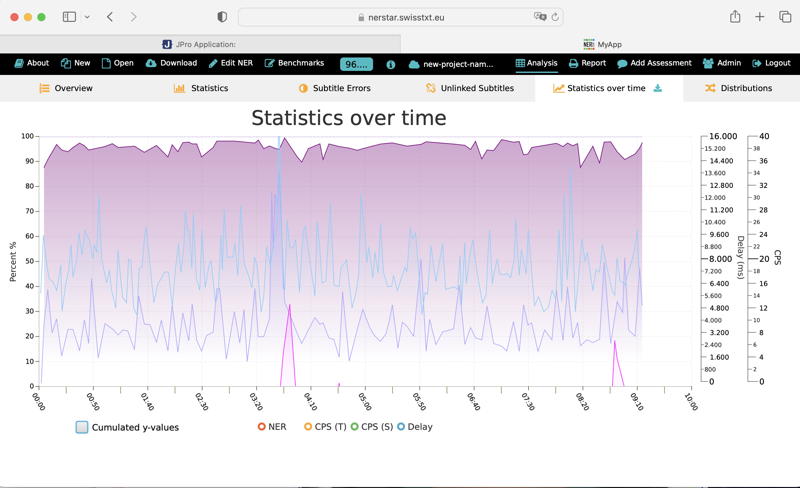 nerstar.swisstxt.eu
JPro Application:
MyApp
About
New
Open
Download
Edit NER
Benchmarks
96....
new-project-nam...
Analysis
Report
Add Assessment
Admin
Logout
Overview
Statistics
Subtitle Errors
Unlinked Subtitles
Statistics over time
Distributions
Statistics over time
Percent %
100
90
80
70
60
50
40
30
20
10
0
00:00
00:50
01:40
02:30
03:20
04:10
05:00
05:50
06:40
07:30
08:20
09:10
10:00
16.000
15.200
14.400
13.600
12.800
12.000
11.200
10.400
9.600
8.800
8.000
7.200
6.400
5.600
4.800
4.000
3.200
2.400
1.600
800
0
Delay (ms)
40
38
36
34
32
30
28
26
24
22
20
18
16
14
12
10
8
6
4
2
0
CPS
Cumulated y-values
NER
CPS (T)
CPS (S)
Delay